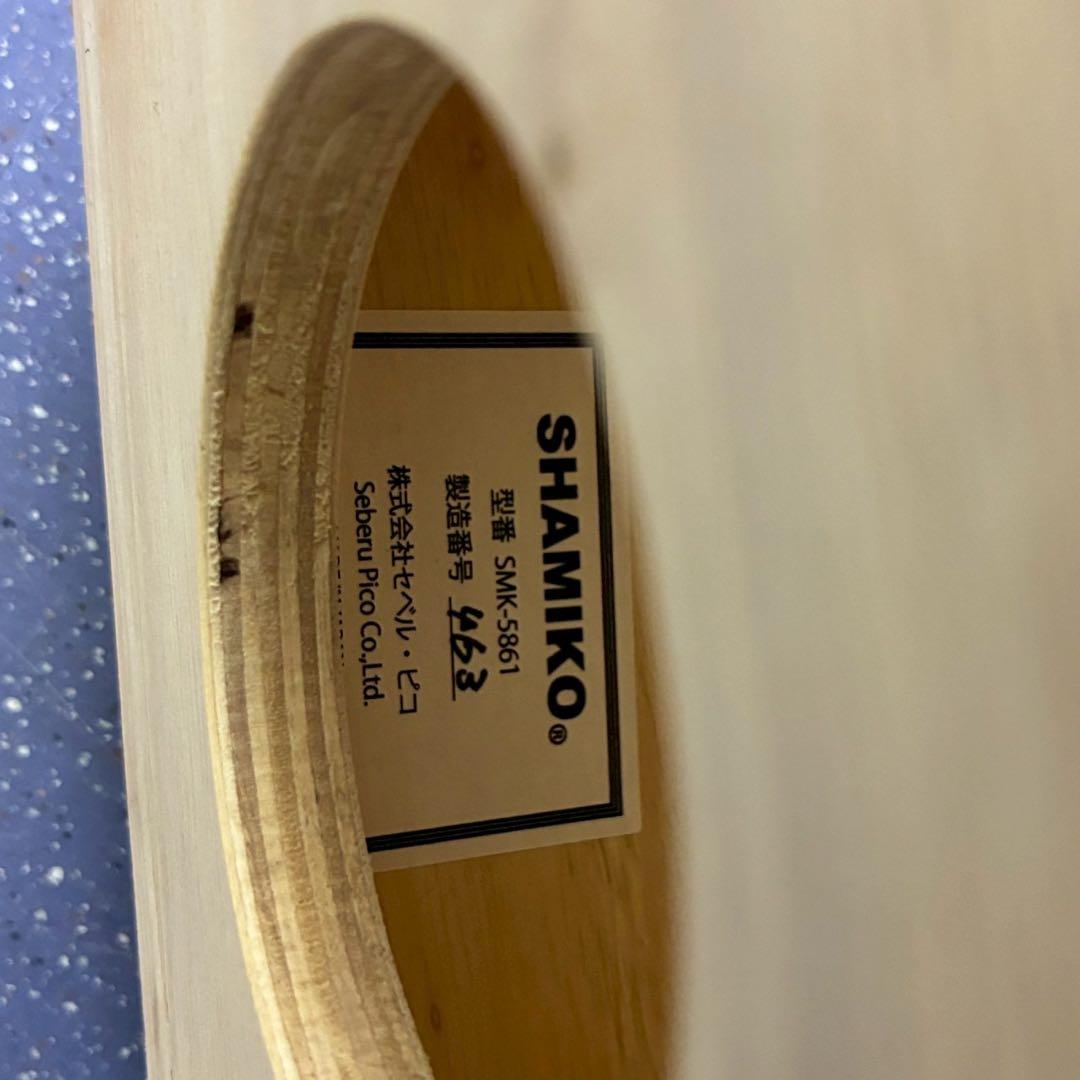 SHAMIKO®
型番 SMK-5861
製造番号 463
株式会社セベル・ピコ
Seberu Pico Co.,Ltd.